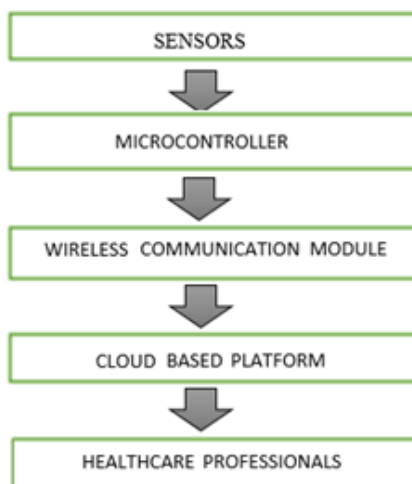 SENSORS
MICROCONTROLLER
WIRELESS COMMUNICATION MODULE
CLOUD BASED PLATFORM
HEALTHCARE PROFESSIONALS